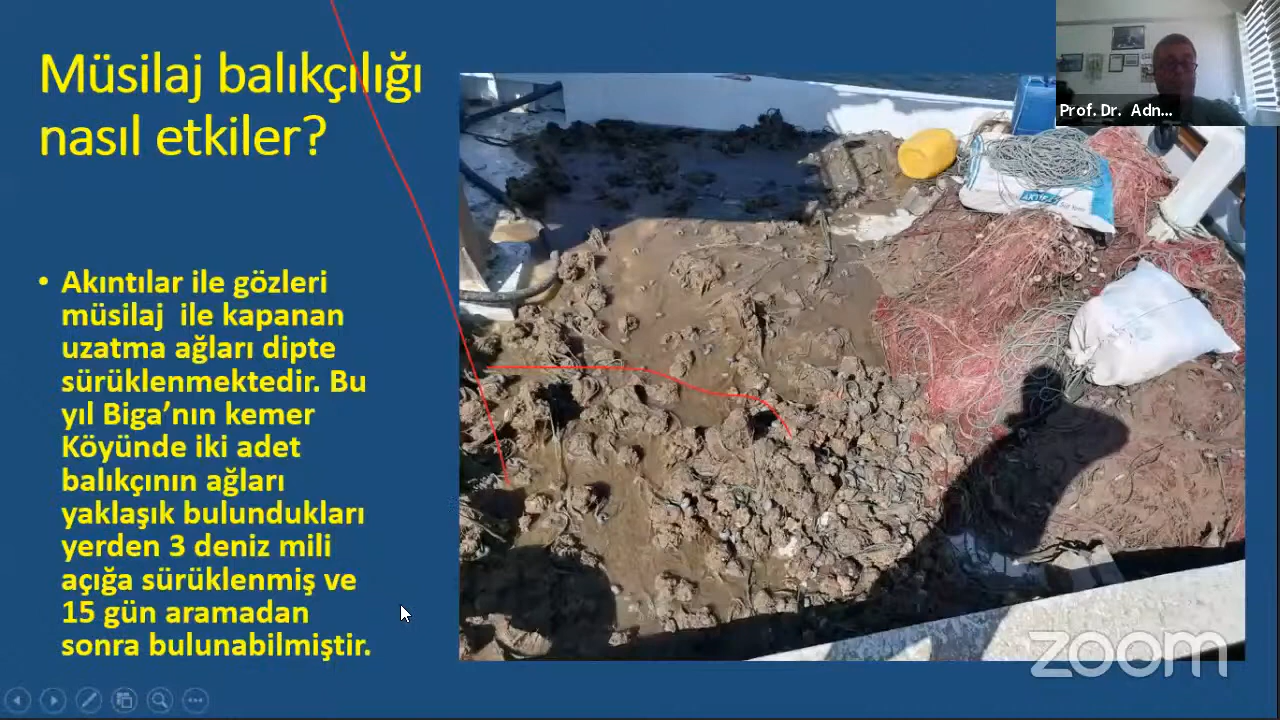 Müsilaj balıkçılığı
nasıl etkiler?
Prof. Dr. Adn...
• Akıntılar ile gözleri
müsilaj ile kapanan
uzatma ağları dipte
sürüklenmektedir. Bu
yıl Biga’nın kemer
Köyünde iki adet
balıkçının ağları
yaklaşık bulundukları
yerden 3 deniz mili
açığa sürüklenmiş ve
15 gün aramadan
sonra bulunabilmiştir.
zoom